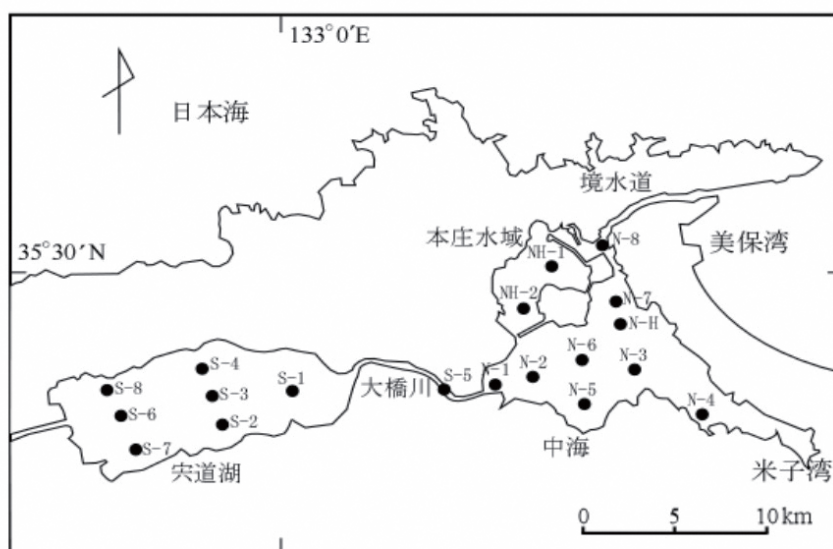 133°0′E
日本海
境水道
本庄水域
N-8
美保湾
35°30′N
NH-1
NH-2
N-7
N-H
N-6
S-4
N-3
S-8
S-1
大橋川
S-5
N-1
N-2
S-3
N-5
N-4
S-6
S-2
中海
S-7
宍道湖
米子湾
0 5 10 km